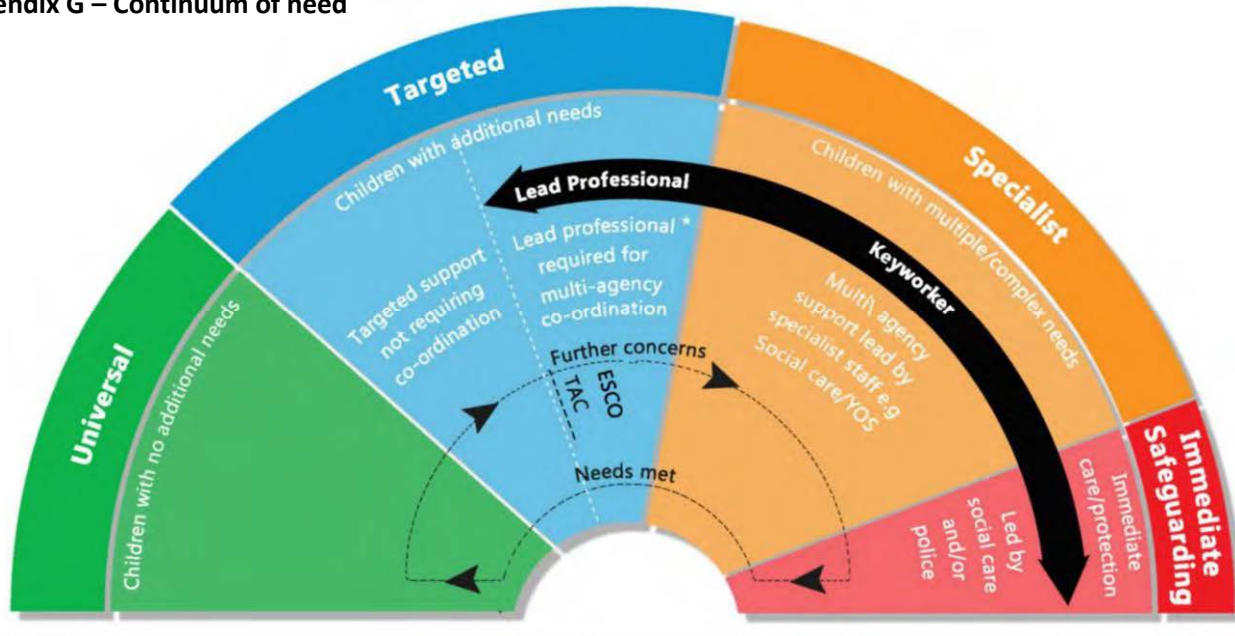 endix G – Continuum of need
Universal
Children with no additional needs
Targeted
Children with additional needs
Targeted support
not requiring
co-ordination
Lead Professional
Lead professional *
required for
multi-agency
co-ordination
Further concerns
ESCO
TAC
Needs met
Specialist
Children with multiple/complex needs
Keyworker
Multi\ agency
support lead by
specialist staff e.g
Social care/YOS
Immediate
Safeguarding
Immediate
care/protection
Led by
social care
and/or
police